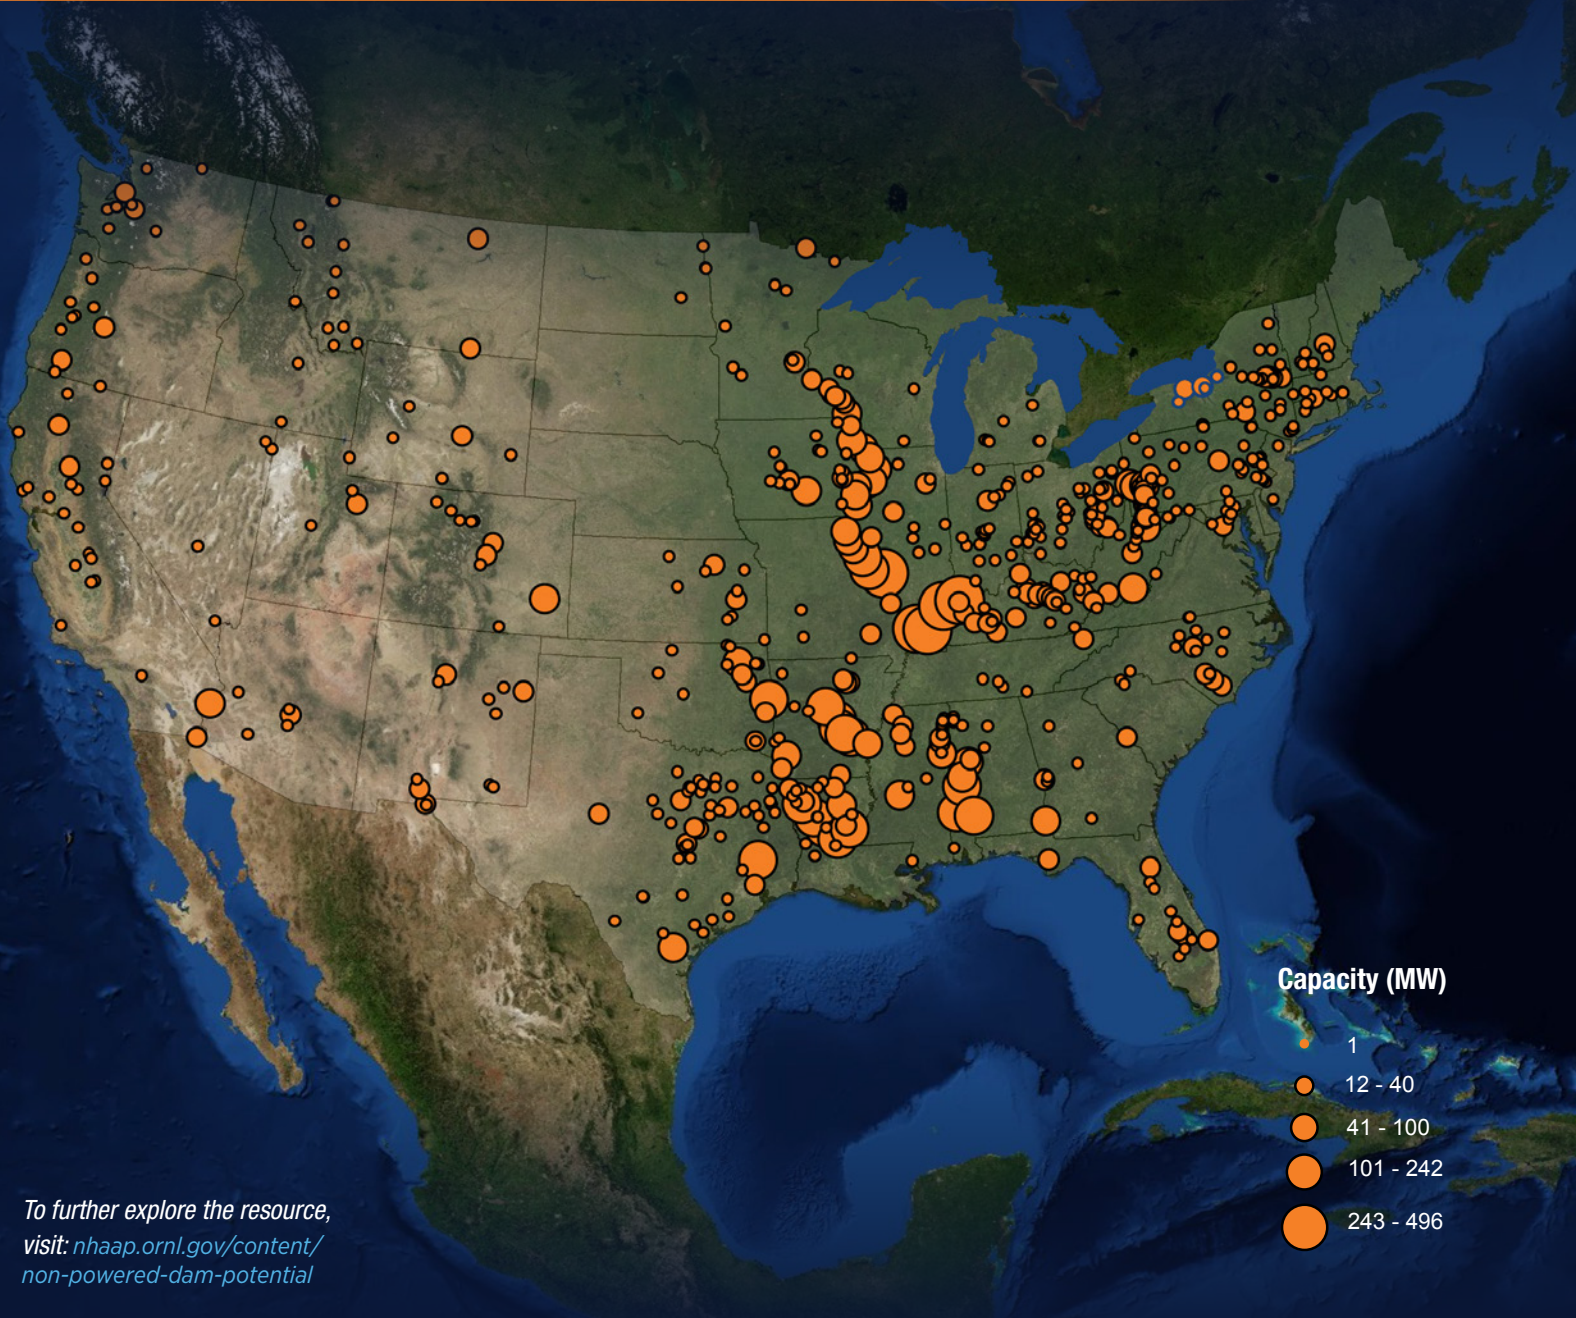 Capacity (MW)
1
12 - 40
41 - 100
101 - 242
243 - 496
To further explore the resource,
visit: nhaap.ornl.gov/content/
non-powered-dam-potential